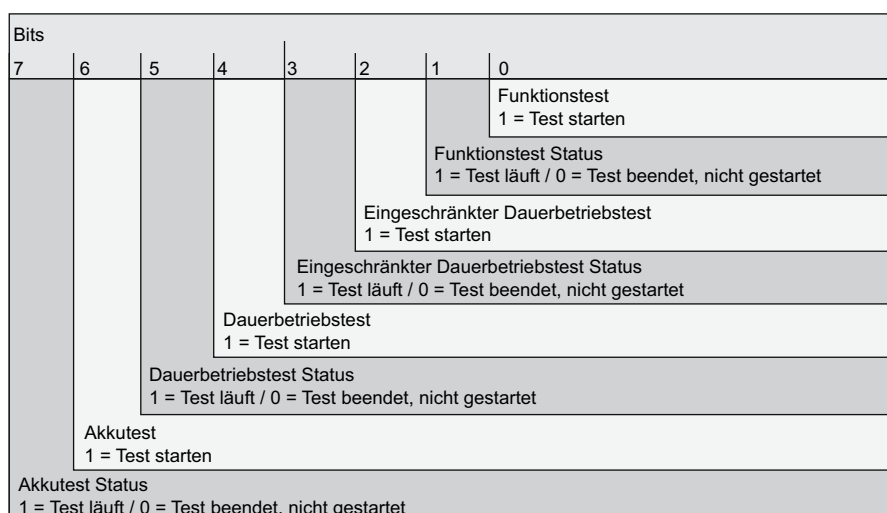 Bits
7 6 5 4 3 2 1 0
Funktionstest
1 = Test starten
Funktionstest Status
1 = Test läuft / 0 = Test beendet, nicht gestartet
Eingeschränkter Dauerbetriebstest
1 = Test starten
Eingeschränkter Dauerbetriebstest Status
1 = Test läuft / 0 = Test beendet, nicht gestartet
Dauerbetriebstest
1 = Test starten
Dauerbetriebstest Status
1 = Test läuft / 0 = Test beendet, nicht gestartet
Akkutest
1 = Test starten
Akkutest Status
1 = Test läuft / 0 = Test beendet, nicht gestartet